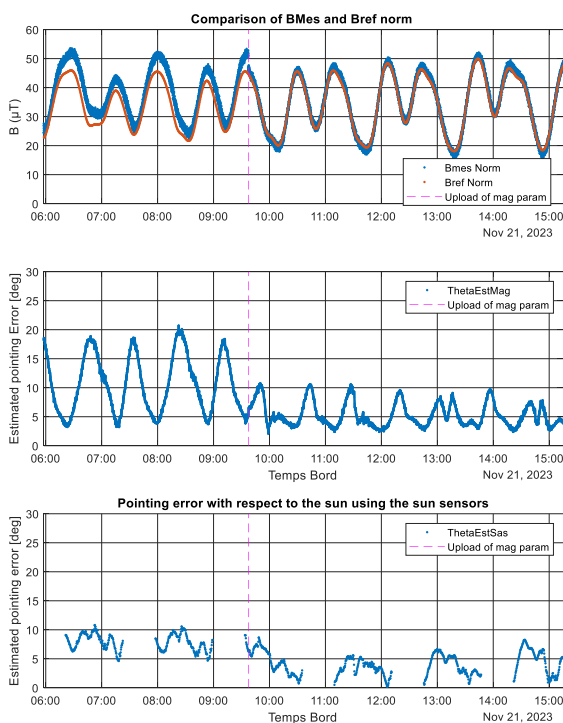 Comparison of BMes and Bref norm
60
50
40
30
20
10
0
B (µT)
Bmes Norm
Bref Norm
Upload of mag param
06:00 07:00 08:00 09:00 10:00 11:00 12:00 13:00 14:00 15:00
Nov 21, 2023
30
25
20
15
10
5
0
Estimated pointing Error [deg]
ThetaEstMag
Upload of mag param
06:00 07:00 08:00 09:00 10:00 11:00 12:00 13:00 14:00 15:00
Temps Bord
Nov 21, 2023
Pointing error with respect to the sun using the sun sensors
30
25
20
15
10
5
0
Estimated pointing error [deg]
ThetaEstSas
Upload of mag param
06:00 07:00 08:00 09:00 10:00 11:00 12:00 13:00 14:00 15:00
Temps Bord
Nov 21, 2023